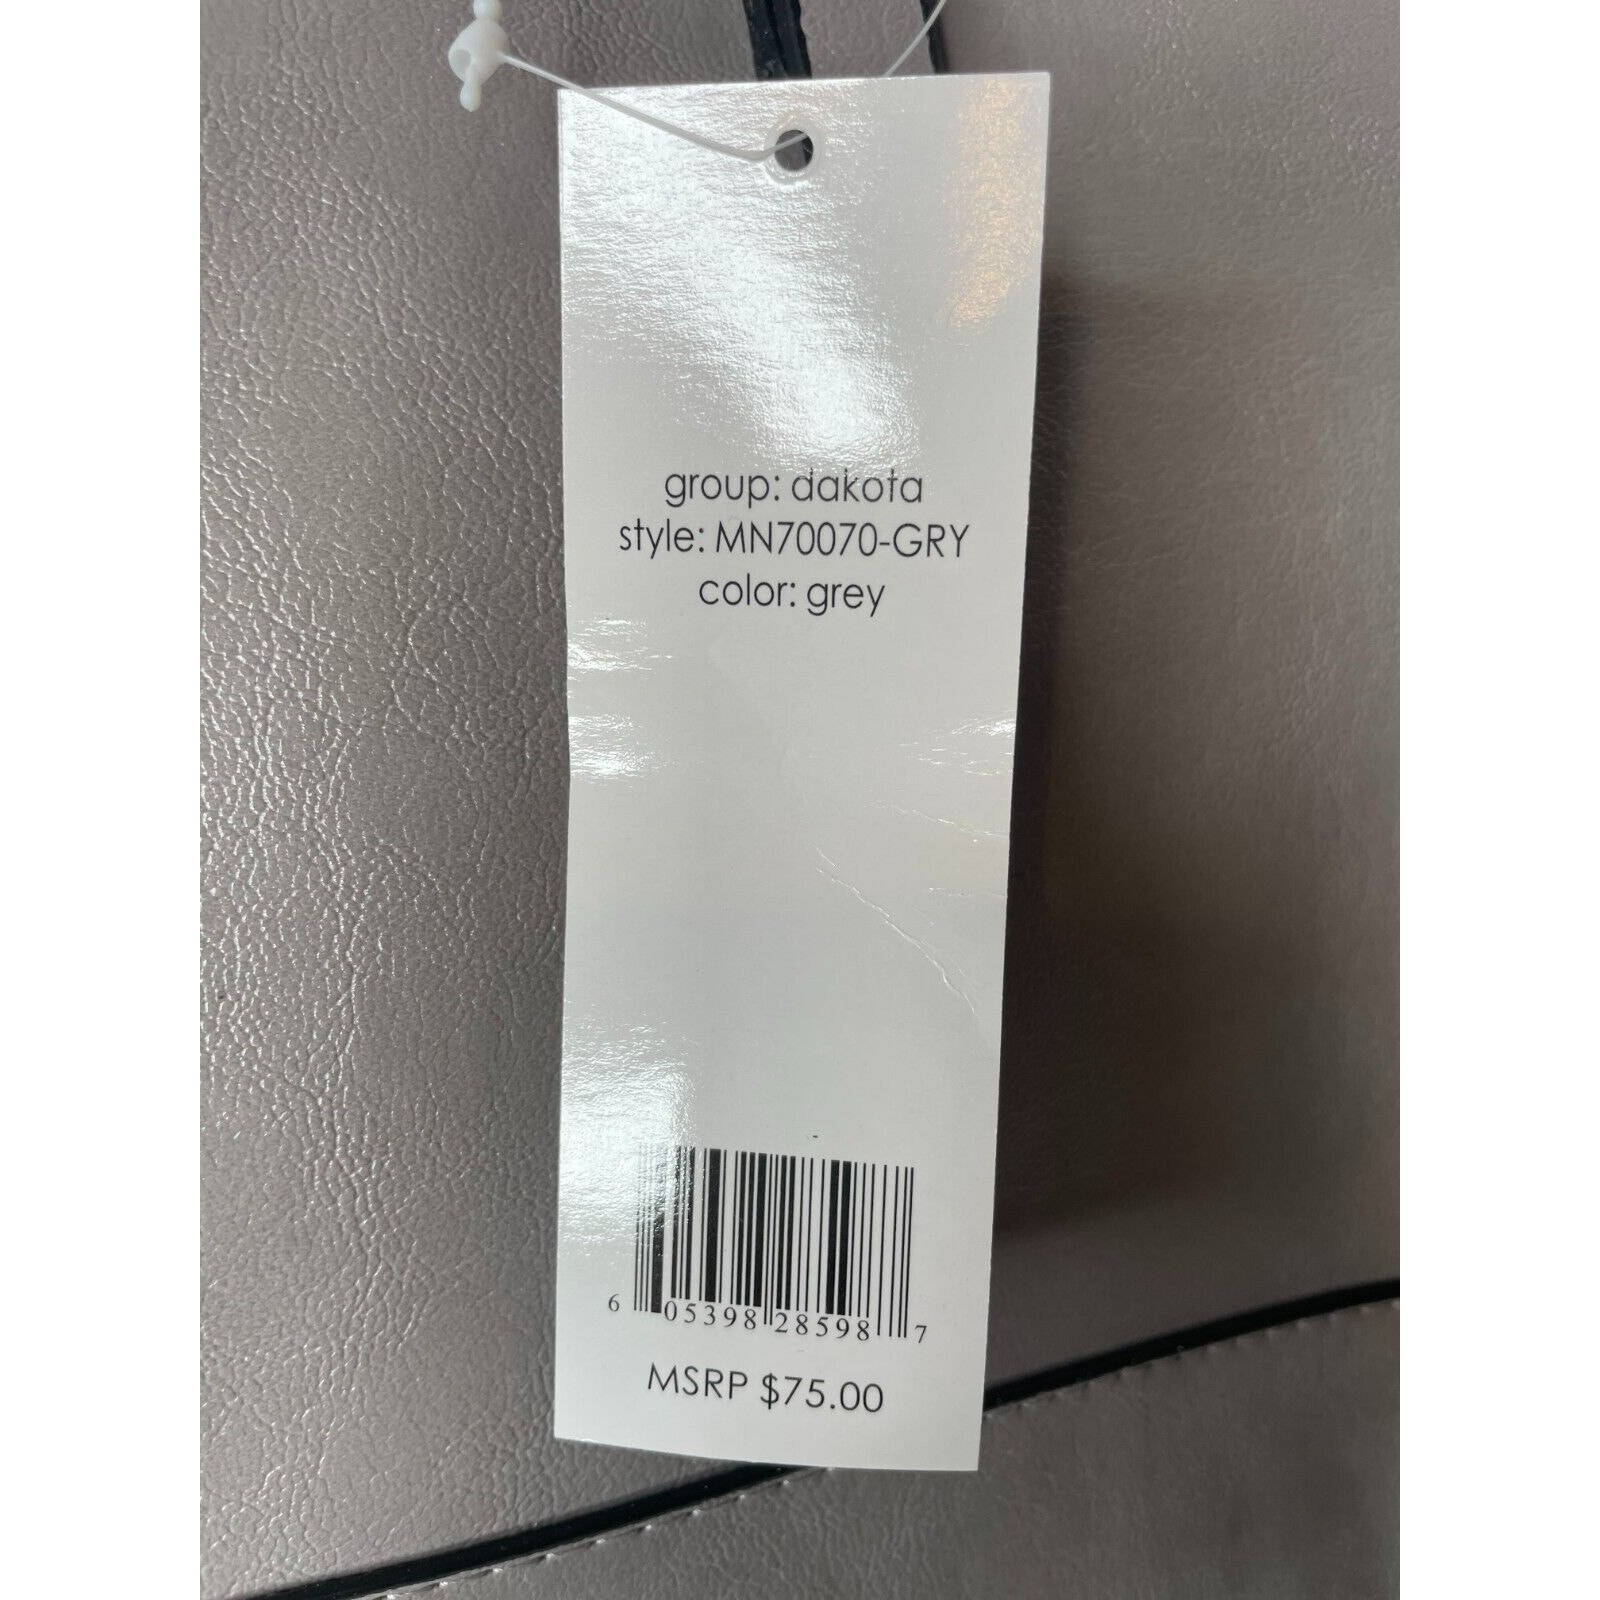 group: dakota
style: MN70070-GRY
color: grey
6 05398 28598 7
MSRP $75.00